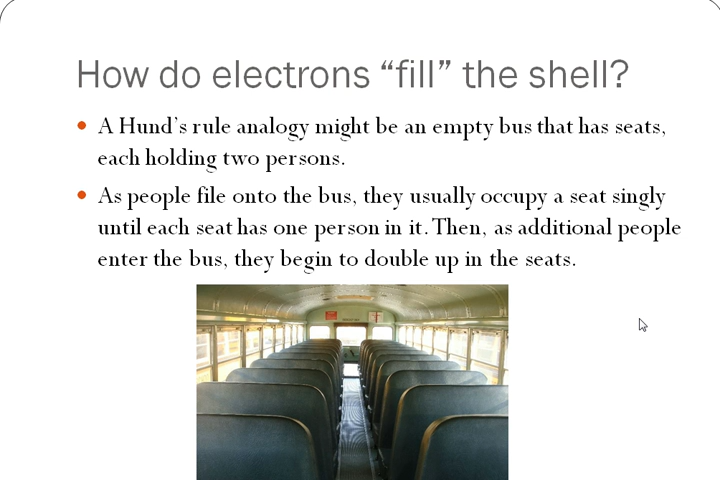 How do electrons “fill” the shell?
A Hund’s rule analogy might be an empty bus that has seats,
each holding two persons.
As people file onto the bus, they usually occupy a seat singly
until each seat has one person in it. Then, as additional people
enter the bus, they begin to double up in the seats.